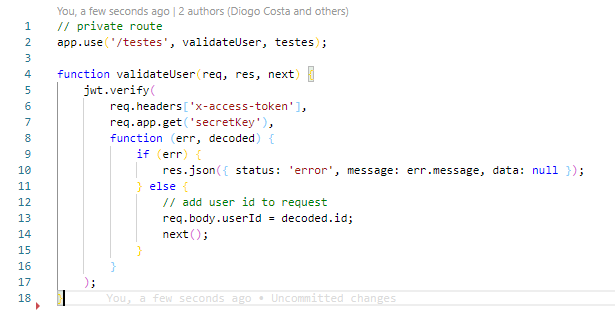 You, a few seconds ago | 2 authors (Diogo Costa and others)
1 // private route
2 app.use('/testes', validateUser, testes);
3
4 function validateUser(req, res, next) {
5 jwt.verify(
6 req.headers['x-access-token'],
7 req.app.get('secretKey'),
8 function (err, decoded) {
9 if (err) {
10 res.json({ status: 'error', message: err.message, data: null });
11 } else {
12 // add user id to request
13 req.body.userId = decoded.id;
14 next();
15 }
16 }
17 );
18 } You, a few seconds ago • Uncommitted changes